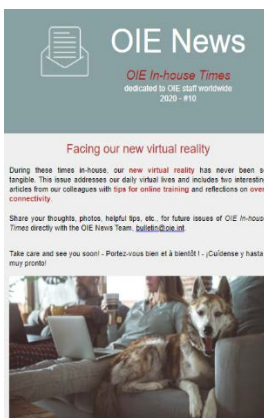 OIE News
OIE In-house Times
dedicated to OIE staff worldwide
2020 - #10
Facing our new virtual reality
During these times in-house, our new virtual reality has never been so
tangible. This issue addresses our daily virtual lives and includes two interesting
articles from our colleagues with tips for online training and reflections on over
connectivity.
Share your thoughts, photos, helpful tips, etc., for future issues of OIE In-house
Times directly with the OIE News Team, bulletin@oie.int.
Take care and see you soon! - Portez-vous bien et à bientôt ! - ¡Cuídense y hasta
muy pronto!